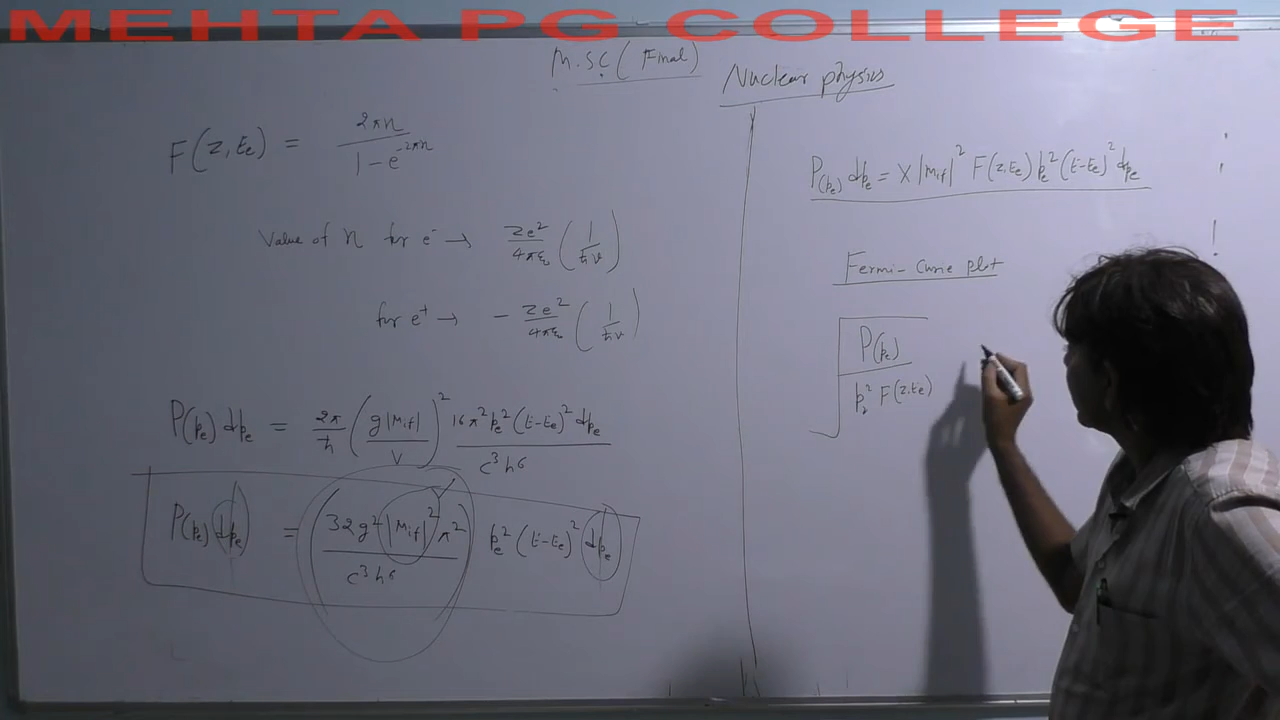 MEHTA PG COLLEGE
M.SC ( Final )
Nuclear physics
F(Z,Ee) = 2πn / 1 - e^-2πn
Value of n for e⁻ → Ze² / 4πε₀ (1 / ħv)
for e⁺ → - Ze² / 4πε₀ (1 / ħv)
P(pe) dpe = 2π / ħ (g|Mif| / V)² 16π²pe²(E-Ee)² dpe / c³h⁶
P(pe) dpe = (32g²|Mif|²π² / c³h⁶) pe²(E-Ee)² dpe
P(pe) dpe = X |Mif|² F(Z,Ee) pe² (E-Ee)² dpe
Fermi-Curie plot
√ P(pe) / pe² F(Z,Ee)